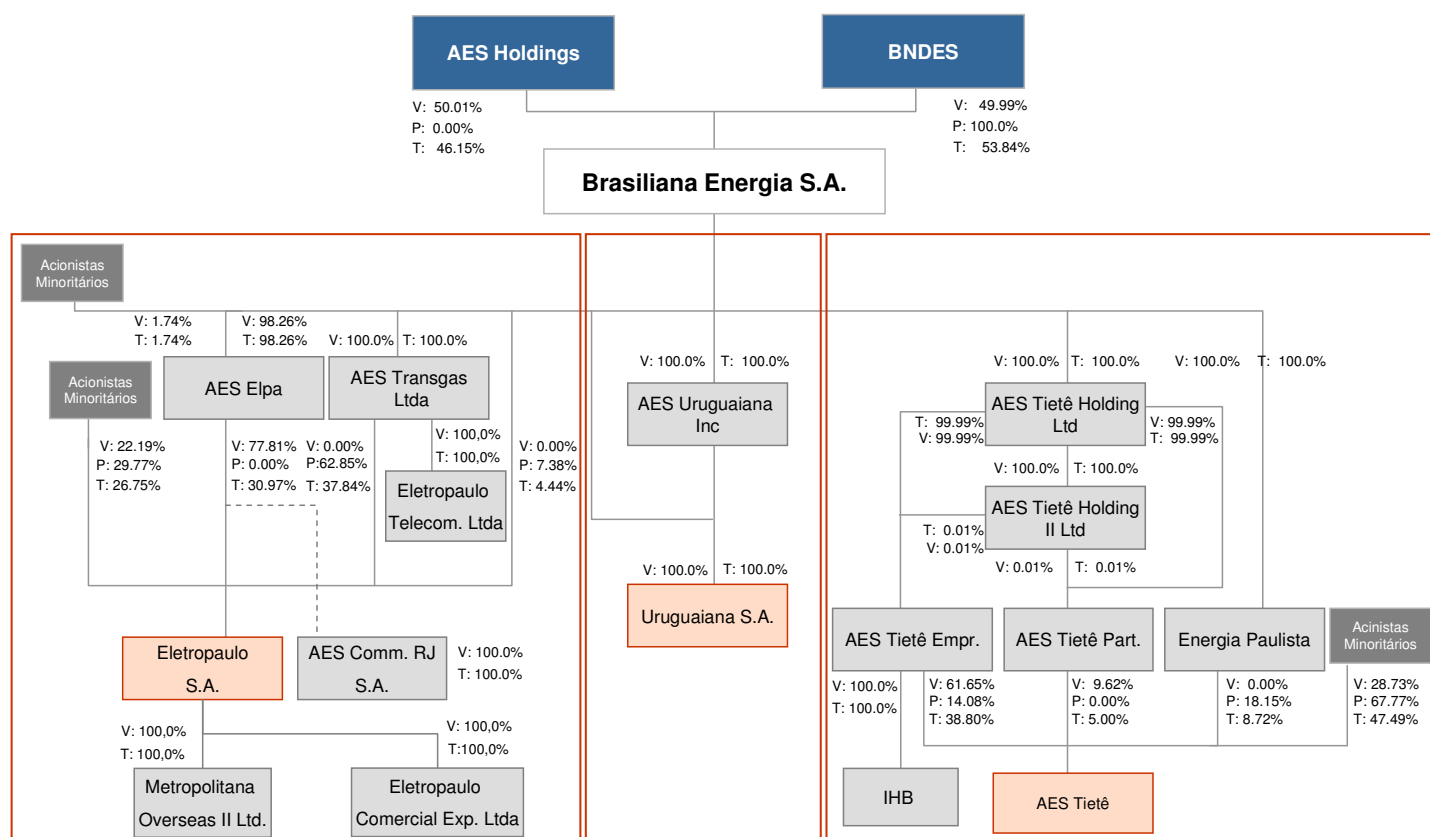 AES Holdings
BNDES
V: 50.01%
P: 0.00%
T: 46.15%
V: 49.99%
P: 100.0%
T: 53.84%
Brasiliana Energia S.A.
Acionistas
Minoritários
V: 1.74%
T: 1.74%
V: 98.26%
T: 98.26%
V: 100.0%
T: 100.0%
Acionistas
Minoritários
AES Elpa
AES Transgas
Ltda
V: 22.19%
P: 29.77%
T: 26.75%
V: 77.81%
P: 0.00%
T: 30.97%
V: 0.00%
P:62.85%
T: 37.84%
V: 100,0%
T: 100,0%
V: 0.00%
P: 7.38%
T: 4.44%
Eletropaulo
Telecom. Ltda
Eletropaulo
S.A.
AES Comm. RJ
S.A.
V: 100.0%
T: 100.0%
V: 100,0%
T: 100,0%
V: 100,0%
T:100,0%
Metropolitana
Overseas II Ltd.
Eletropaulo
Comercial Exp. Ltda
V: 100.0%
T: 100.0%
AES Uruguaiana
Inc
V: 100.0%
T: 100.0%
Uruguaiana S.A.
V: 100.0%
T: 100.0%
V: 100.0%
T: 100.0%
AES Tietê Holding
Ltd
T: 99.99%
V: 99.99%
V: 99.99%
T: 99.99%
V: 100.0%
T: 100.0%
AES Tietê Holding
II Ltd
T: 0.01%
V: 0.01%
V: 0.01%
T: 0.01%
AES Tietê Empr.
AES Tietê Part.
Energia Paulista
Acinistas
Minoritários
V: 100.0%
T: 100.0%
V: 61.65%
P: 14.08%
T: 38.80%
V: 9.62%
P: 0.00%
T: 5.00%
V: 0.00%
P: 18.15%
T: 8.72%
V: 28.73%
P: 67.77%
T: 47.49%
IHB
AES Tietê